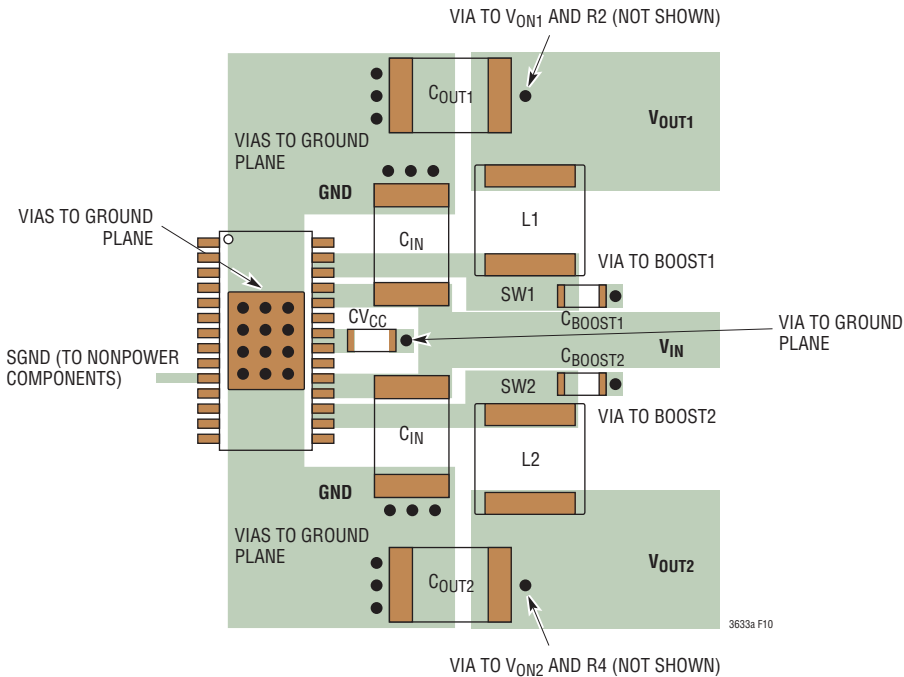 VIA TO VON1 AND R2 (NOT SHOWN)
COUT1
VOUT1
VIAS TO GROUND
PLANE
GND
VIAS TO GROUND
PLANE
CIN
L1
VIA TO BOOST1
SW1
CBOOST1
CVCC
VIN
VIA TO GROUND
PLANE
SGND (TO NONPOWER
COMPONENTS)
CBOOST2
SW2
VIA TO BOOST2
CIN
L2
GND
VIAS TO GROUND
PLANE
COUT2
VOUT2
3633a F10
VIA TO VON2 AND R4 (NOT SHOWN)